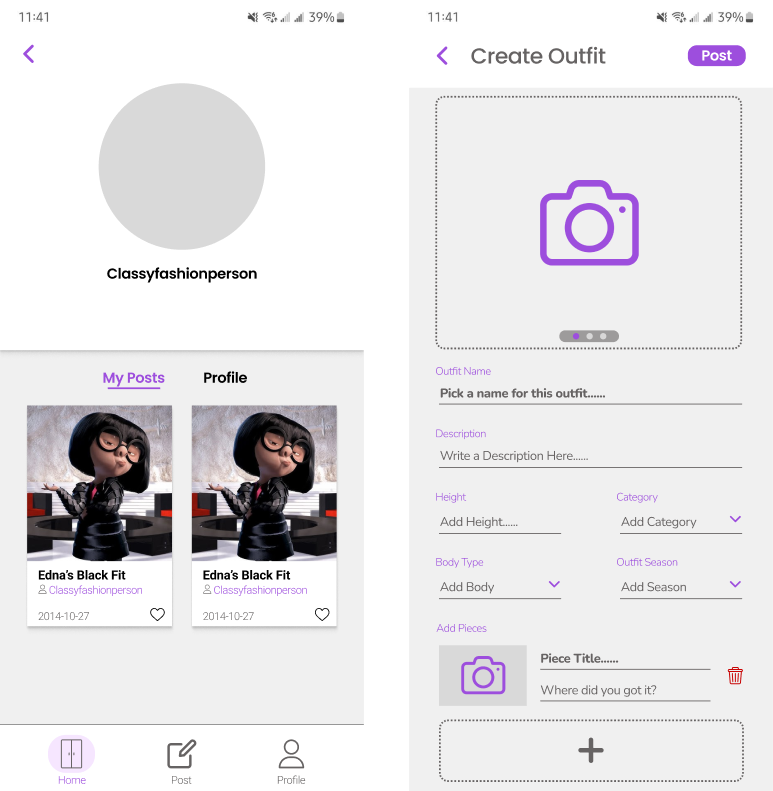 11:41
39%
Classyfashionperson
My Posts Profile
Edna's Black Fit
Classyfashionperson
2014-10-27
Edna's Black Fit
Classyfashionperson
2014-10-27
Home Post Profile
11:41
39%
Create Outfit Post
Outfit Name
Pick a name for this outfit......
Description
Write a Description Here......
Height Category
Add Height...... Add Category
Body Type Outfit Season
Add Body Add Season
Add Pieces
Piece Title......
Where did you got it?